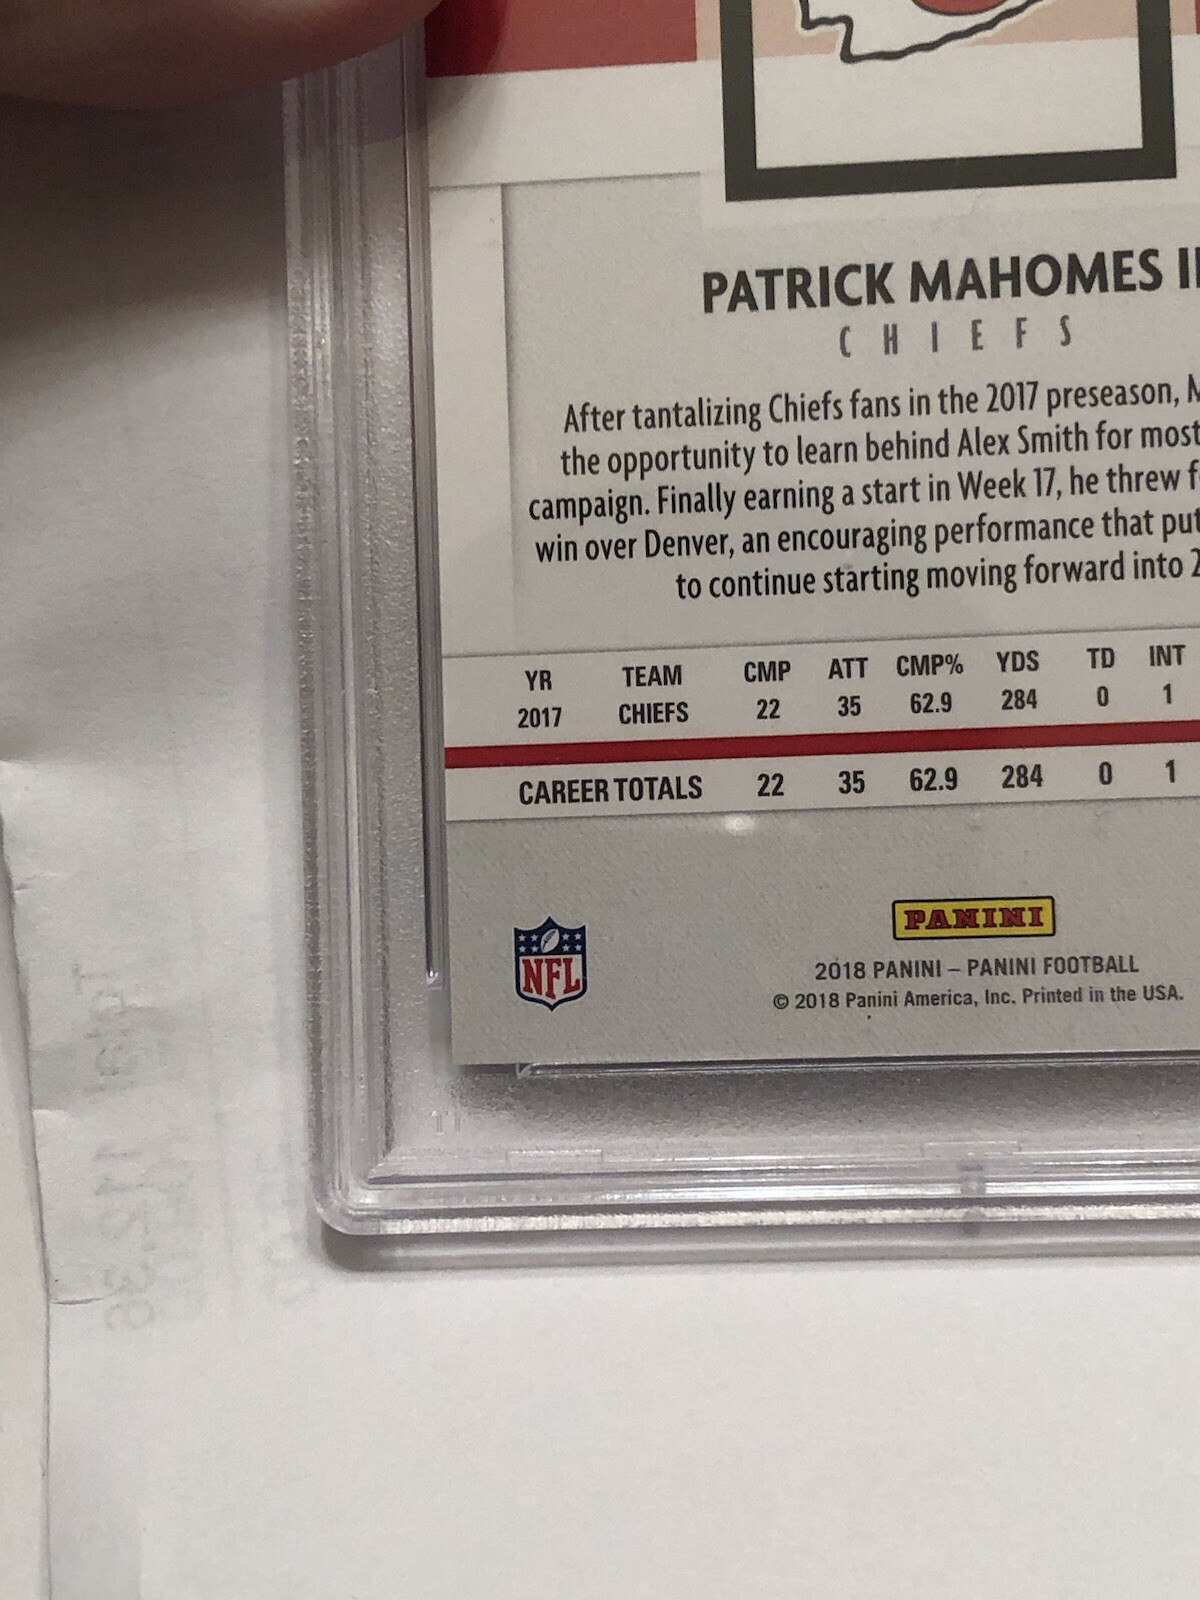 PATRICK MAHOMES II
CHIEFS
After tantalizing Chiefs fans in the 2017 preseason, M
the opportunity to learn behind Alex Smith for most
campaign. Finally earning a start in Week 17, he threw f
win over Denver, an encouraging performance that put
to continue starting moving forward into 2
YR TEAM CMP ATT CMP% YDS TD INT
2017 CHIEFS 22 35 62.9 284 0 1
CAREER TOTALS 22 35 62.9 284 0 1
NFL
PANINI
2018 PANINI – PANINI FOOTBALL
© 2018 Panini America, Inc. Printed in the USA.